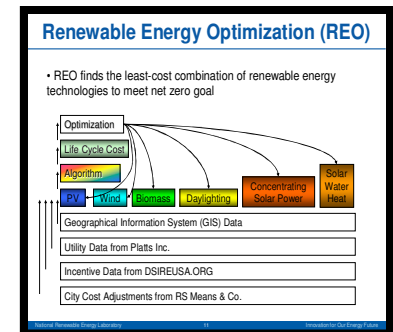 Renewable Energy Optimization (REO)
• REO finds the least-cost combination of renewable energy
technologies to meet net zero goal
Optimization
Life Cycle Cost
Algorithm
PV
Wind
Biomass
Daylighting
Concentrating
Solar Power
Solar
Water
Heat
Geographical Information System (GIS) Data
Utility Data from Platts Inc.
Incentive Data from DSIREUSA.ORG
City Cost Adjustments from RS Means & Co.
National Renewable Energy Laboratory
11
Innovation for Our Energy Future